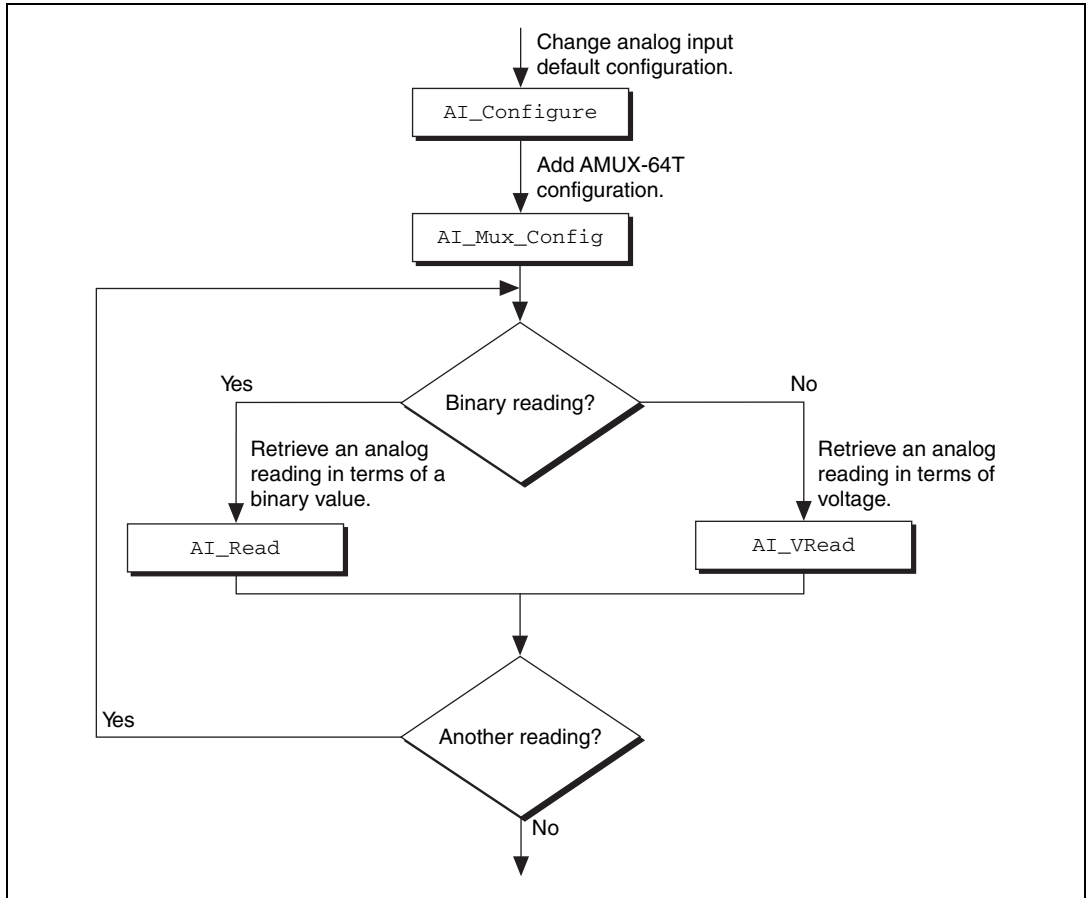 Change analog input
default configuration.
AI_Configure
Add AMUX-64T
configuration.
AI_Mux_Config
Yes
No
Binary reading?
Retrieve an analog
reading in terms of a
binary value.
Retrieve an analog
reading in terms of
voltage.
AI_Read
AI_VRead
Yes
Another reading?
No